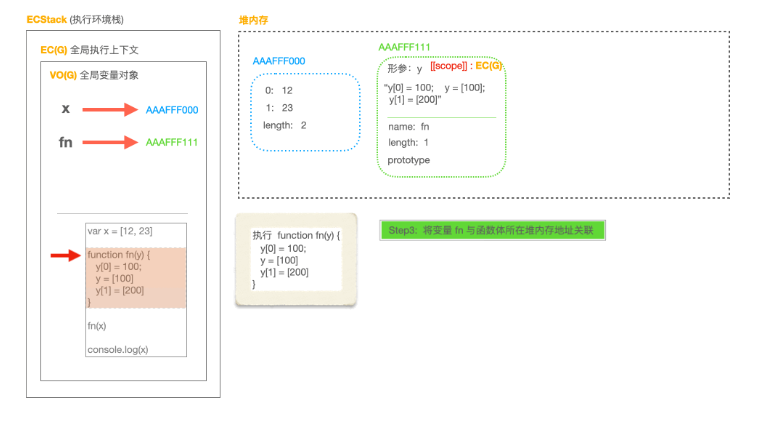 ECStack (执行环境栈)
EC(G) 全局执行上下文
VO(G) 全局变量对象
x AAAFFF000
fn AAAFFF111
var x = [12, 23]
function fn(y) {
y[0] = 100;
y = [100]
y[1] = [200]
}
fn(x)
console.log(x)
堆内存
AAAFFF000
0: 12
1: 23
length: 2
AAAFFF111
形参: y [[scope]] : EC(G)
"y[0] = 100; y = [100];
y[1] = [200]"
name: fn
length: 1
prototype
执行 function fn(y) {
y[0] = 100;
y = [100]
y[1] = [200]
}
Step3: 将变量 fn 与函数体所在堆内存地址关联